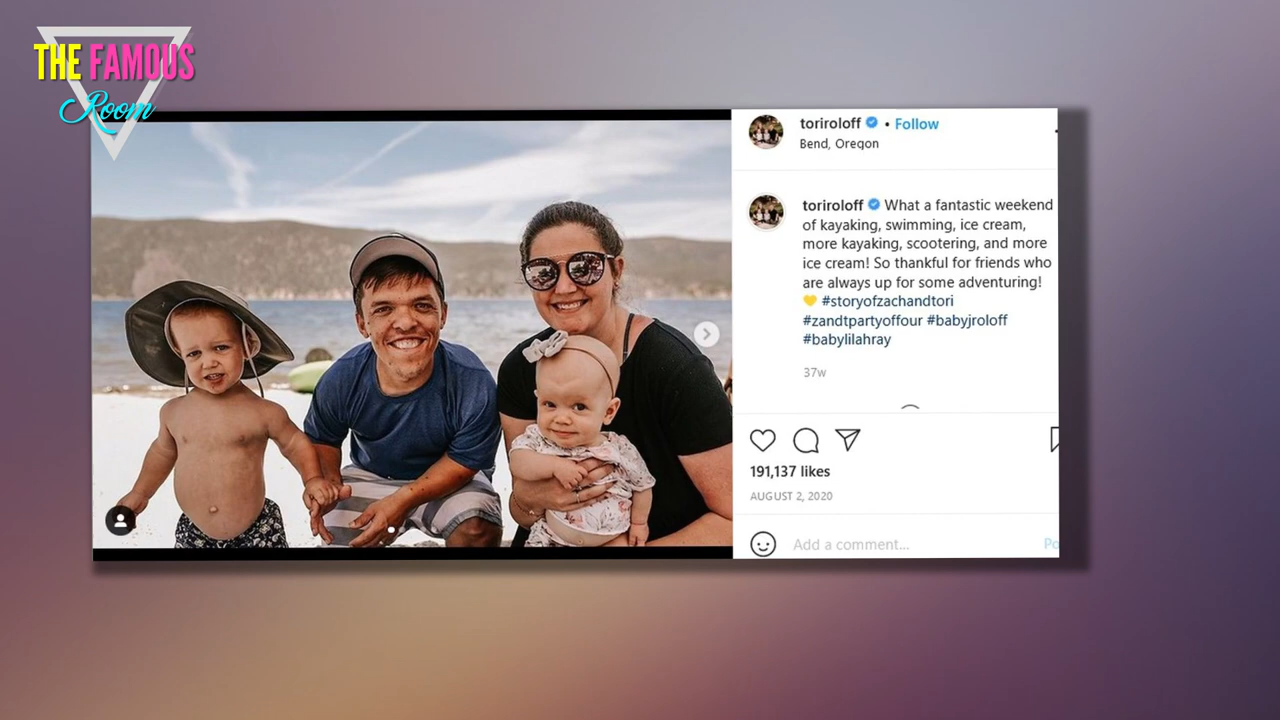 THE FAMOUS
Room
toriroloff • Follow
Bend, Oregon
toriroloff What a fantastic weekend
of kayaking, swimming, ice cream,
more kayaking, scootering, and more
ice cream! So thankful for friends who
are always up for some adventuring!
💛 #storyofzachandtori
#zandtpartyoffour #babyjroloff
#babylilahray
37w
191,137 likes
AUGUST 2, 2020
Add a comment... Po